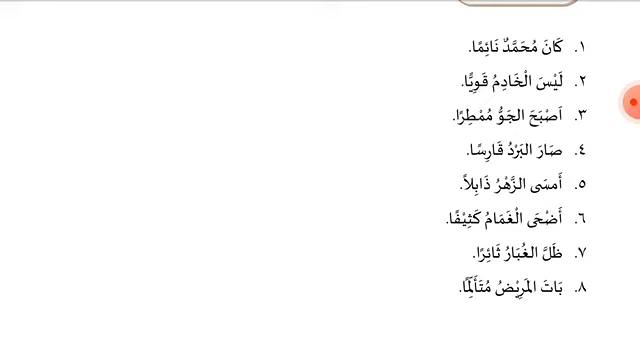 ١. كَانَ مُحَمَّدٌ نَائِمًا.
٢. لَيْسَ الْخَادِمُ قَوِيًّا.
٣. اَصْبَحَ الجَوُّ مُمْطِرًا.
٤. صَارَ البَرْدُ قَارِسًا.
٥. أَمسَى الزَّهْرُ ذَابِلاً.
٦. أَضْحَى الْغَمَامُ كَثِيْفًا.
٧. ظَلَّ الغُبَارُ ثَائِرًا.
٨. بَاتَ المَرِيْضُ مُتَأَلِّمًا.